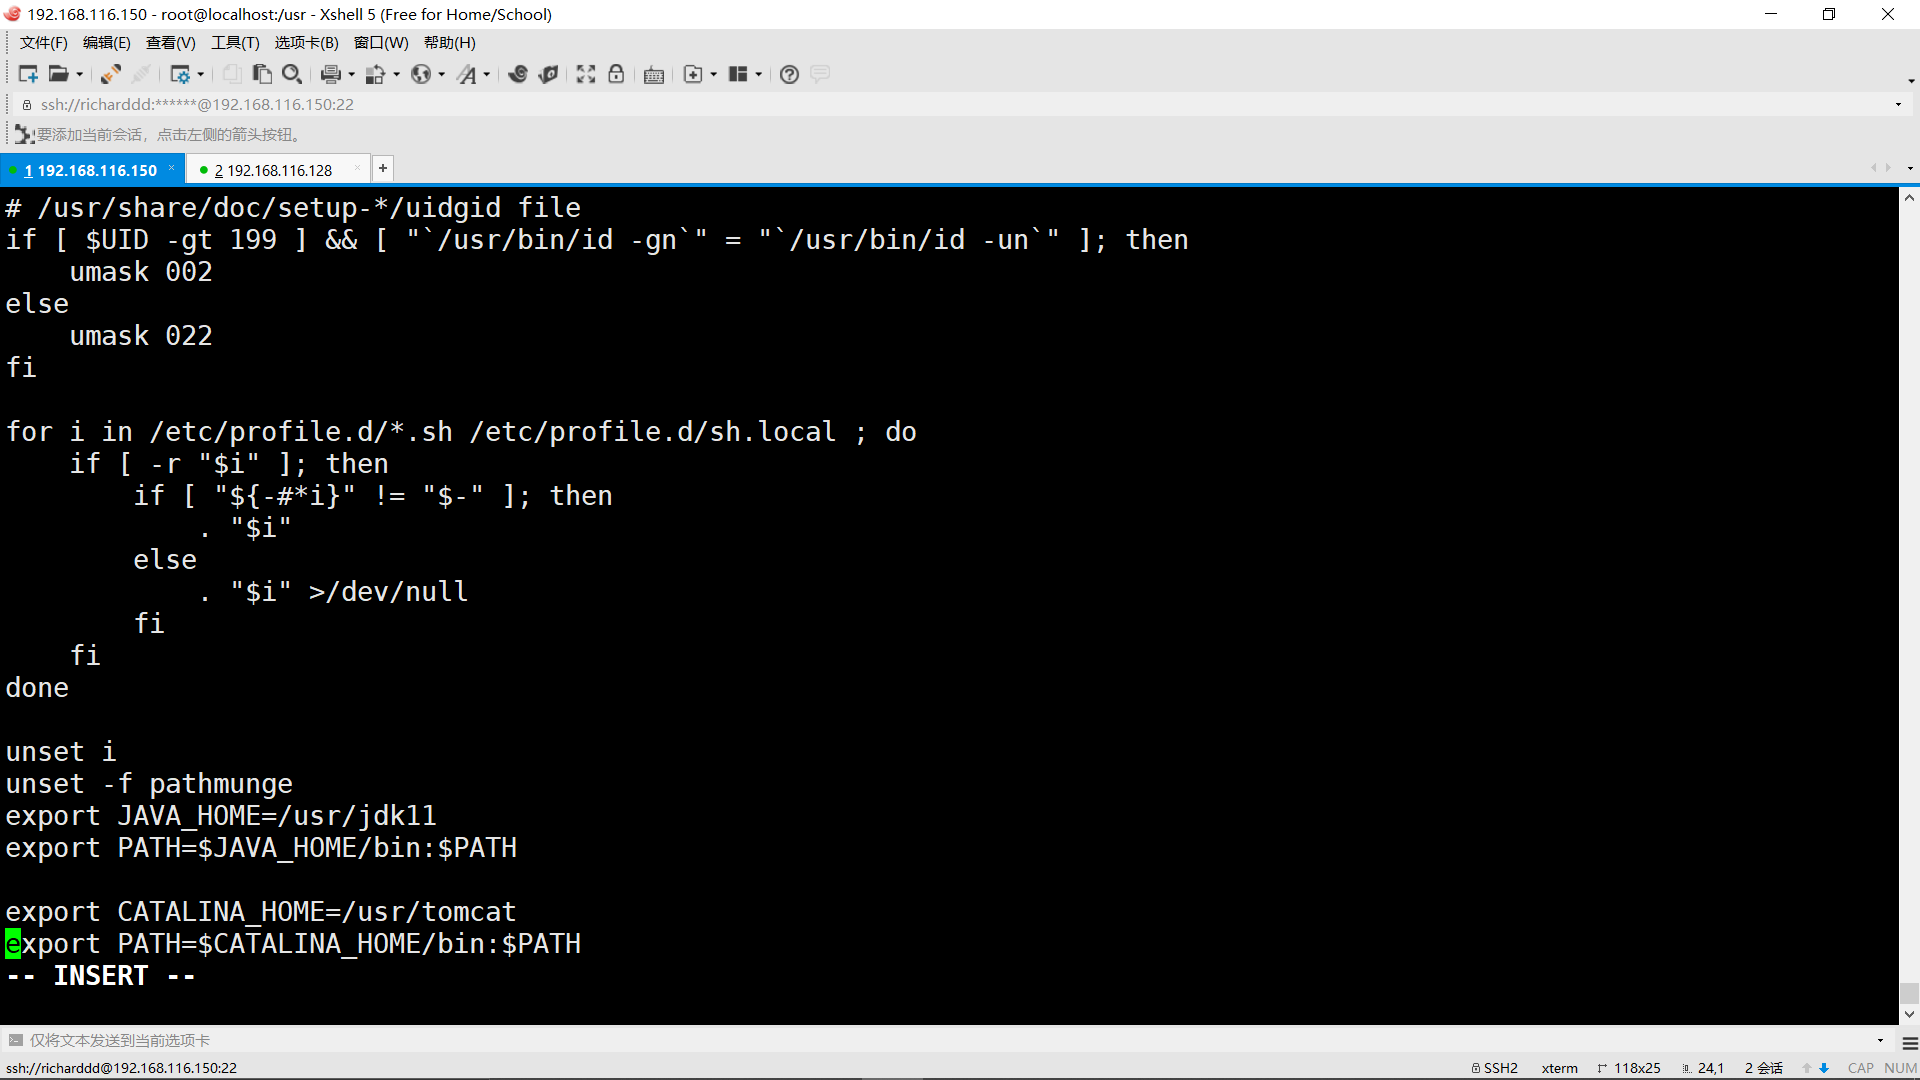 192.168.116.150 - root@localhost:/usr - Xshell 5 (Free for Home/School)
文件(F) 编辑(E) 查看(V) 工具(T) 选项卡(B) 窗口(W) 帮助(H)
ssh://richarddd:******@192.168.116.150:22
要添加当前会话，点击左侧的箭头按钮。
1 192.168.116.150 2 192.168.116.128
# /usr/share/doc/setup-*/uidgid file
if [ $UID -gt 199 ] && [ "`/usr/bin/id -gn`" = "`/usr/bin/id -un`" ]; then
    umask 002
else
    umask 022
fi
for i in /etc/profile.d/*.sh /etc/profile.d/sh.local ; do
    if [ -r "$i" ]; then
        if [ "${-#*i}" != "$-" ]; then
            . "$i"
        else
            . "$i" >/dev/null
        fi
    fi
done
unset i
unset -f pathmunge
export JAVA_HOME=/usr/jdk11
export PATH=$JAVA_HOME/bin:$PATH
export CATALINA_HOME=/usr/tomcat
export PATH=$CATALINA_HOME/bin:$PATH
-- INSERT --
仅将文本发送到当前选项卡
ssh://richarddd@192.168.116.150:22 SSH2 xterm 118x25 24,1 2 会话 CAP NUM